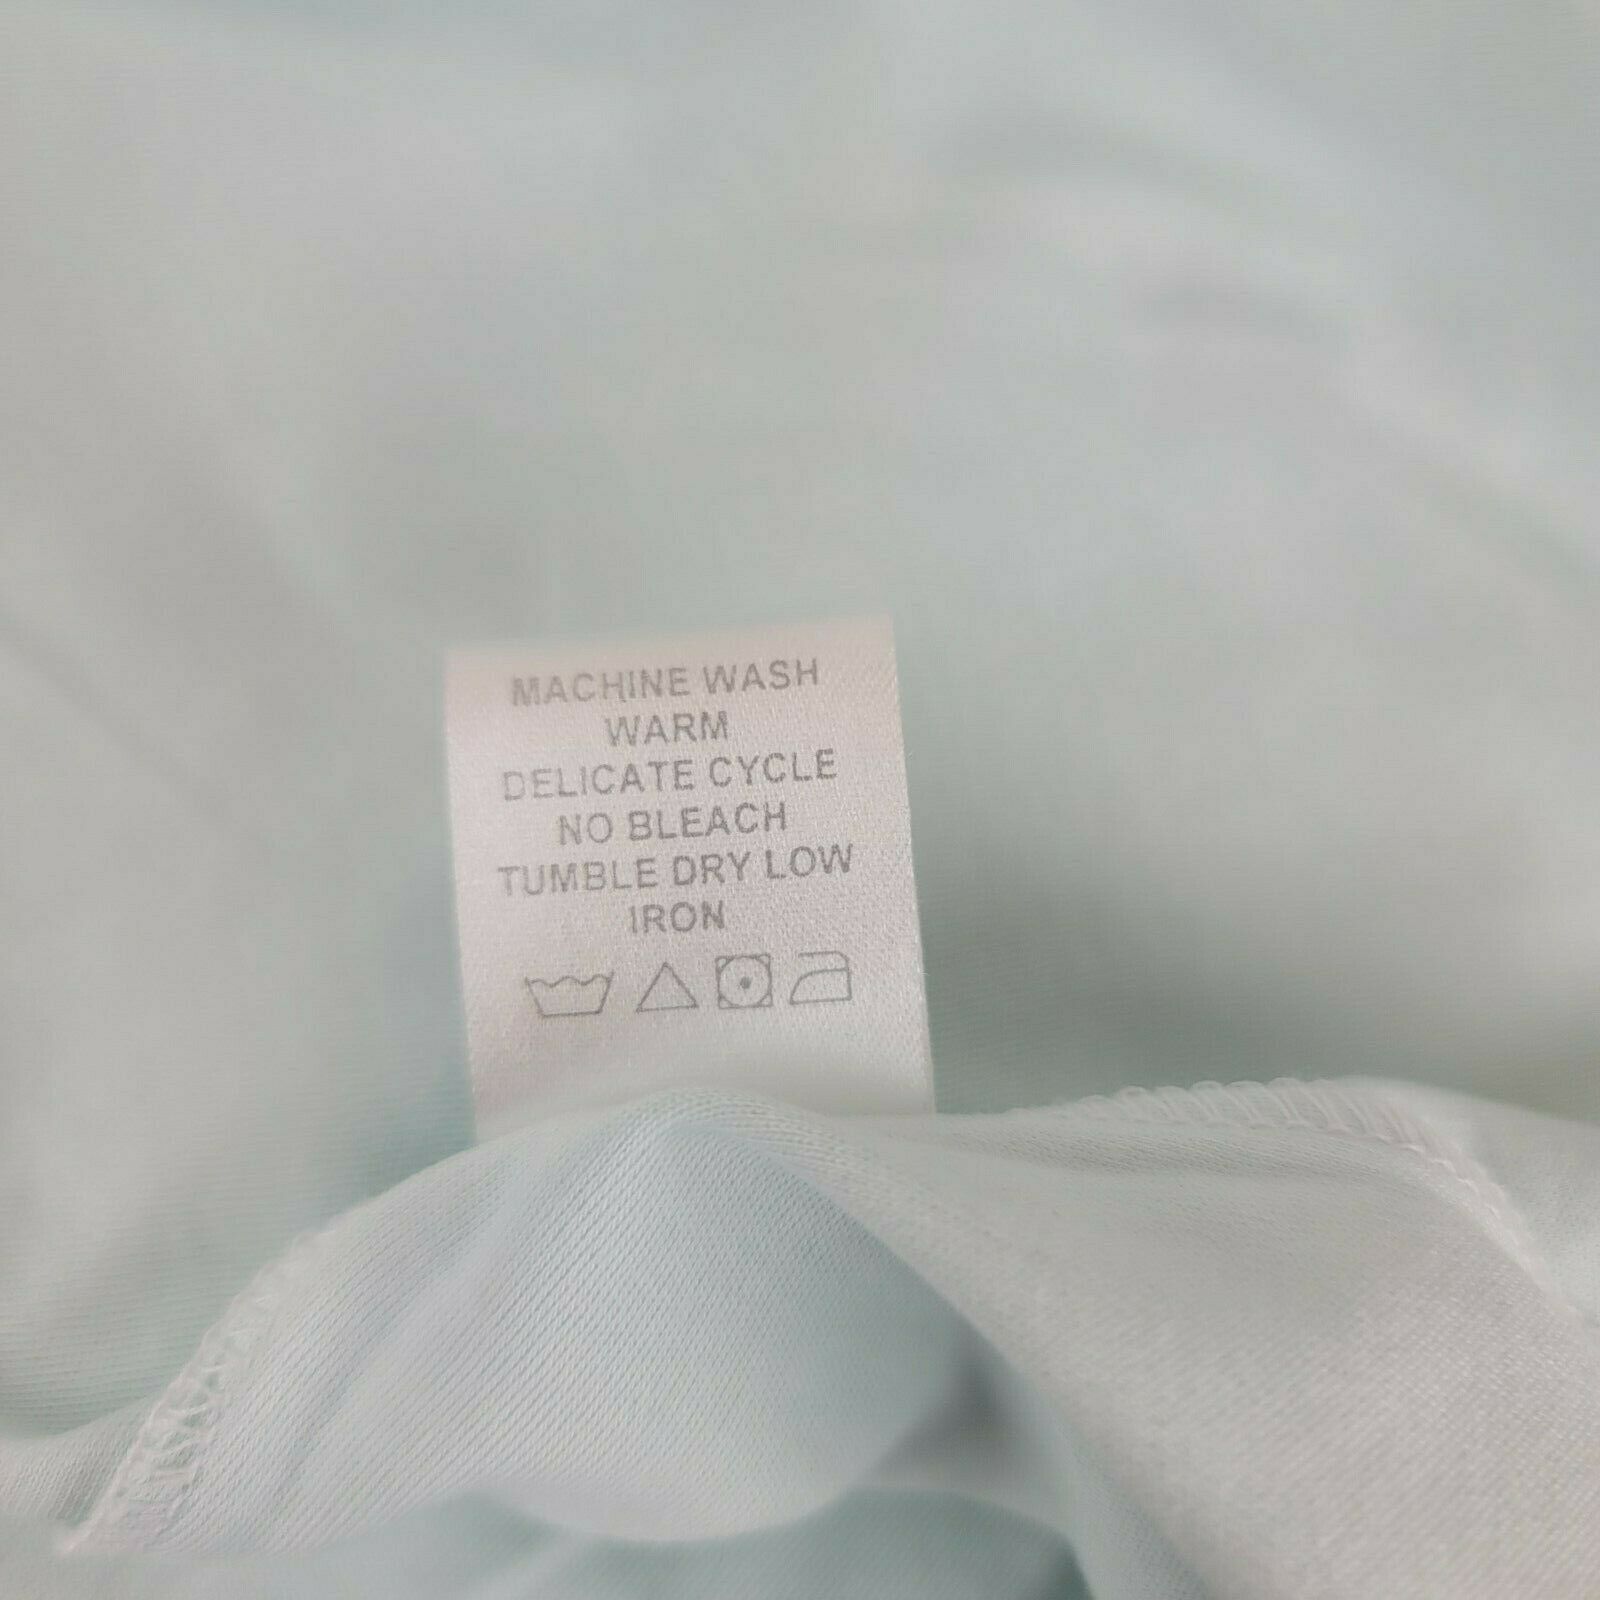 MACHINE WASH
WARM
DELICATE CYCLE
NO BLEACH
TUMBLE DRY LOW
IRON